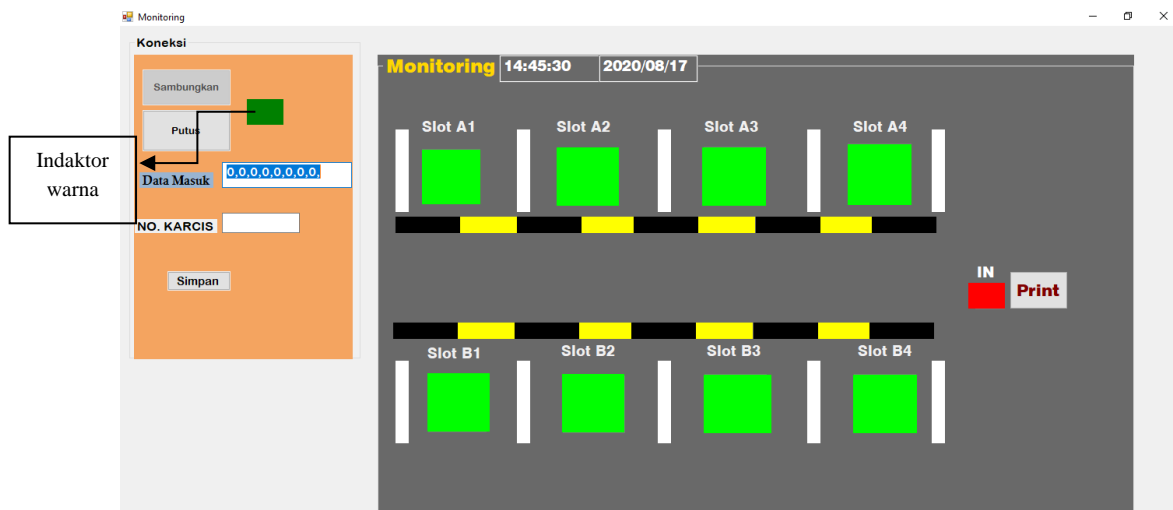 Monitoring
Koneksi
Sambungkan
Putus
Indaktor
warna
Data Masuk 0,0,0,0,0,0,0,0,
NO. KARCIS
Simpan
Monitoring 14:45:30 2020/08/17
Slot A1 Slot A2 Slot A3 Slot A4
IN Print
Slot B1 Slot B2 Slot B3 Slot B4